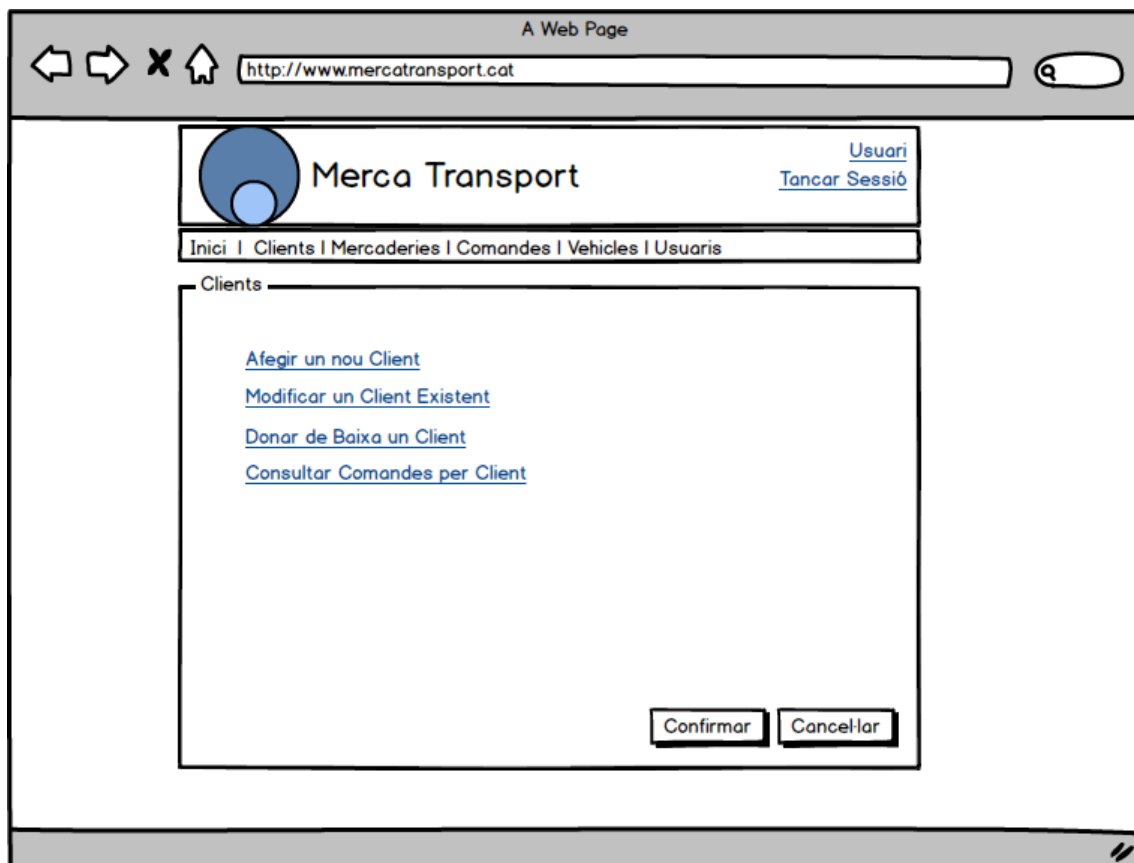 A Web Page
http://www.mercatransport.cat
Merca Transport
Usuari
Tancar Sessió
Inici | Clients | Mercaderies | Comandes | Vehicles | Usuaris
Clients
Afegir un nou Client
Modificar un Client Existent
Donar de Baixa un Client
Consultar Comandes per Client
Confirmar Cancel·lar